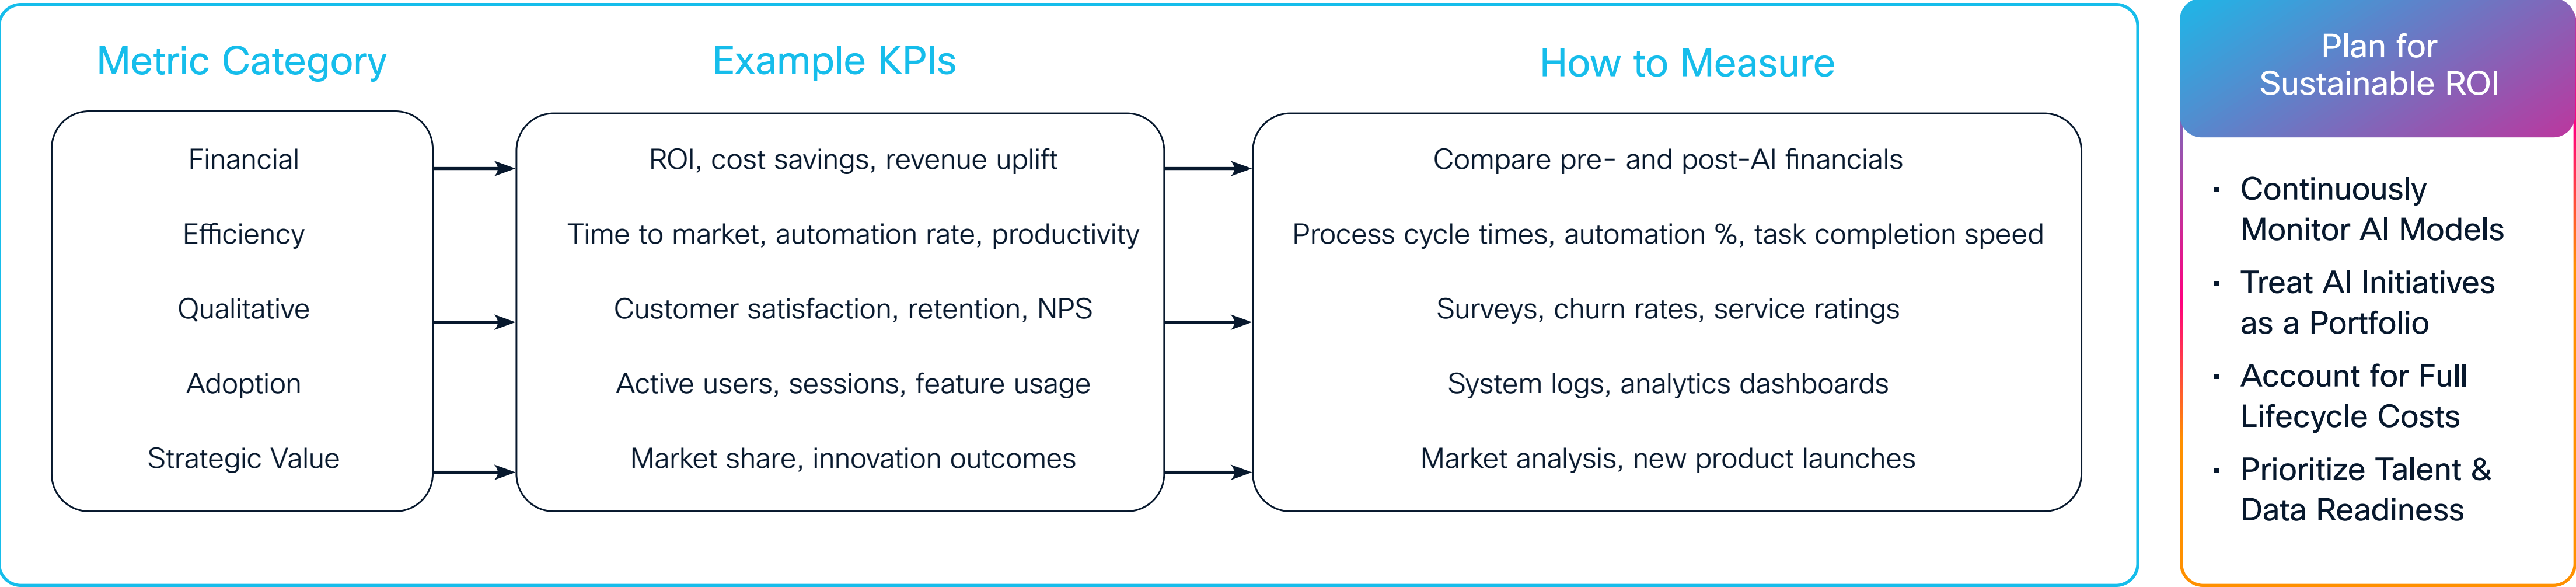 Metric Category
Example KPIs
How to Measure
Financial
ROI, cost savings, revenue uplift
Compare pre- and post-AI financials
Efficiency
Time to market, automation rate, productivity
Process cycle times, automation %, task completion speed
Qualitative
Customer satisfaction, retention, NPS
Surveys, churn rates, service ratings
Adoption
Active users, sessions, feature usage
System logs, analytics dashboards
Strategic Value
Market share, innovation outcomes
Market analysis, new product launches
Plan for
Sustainable ROI
· Continuously
Monitor AI Models
· Treat AI Initiatives
as a Portfolio
· Account for Full
Lifecycle Costs
· Prioritize Talent &
Data Readiness